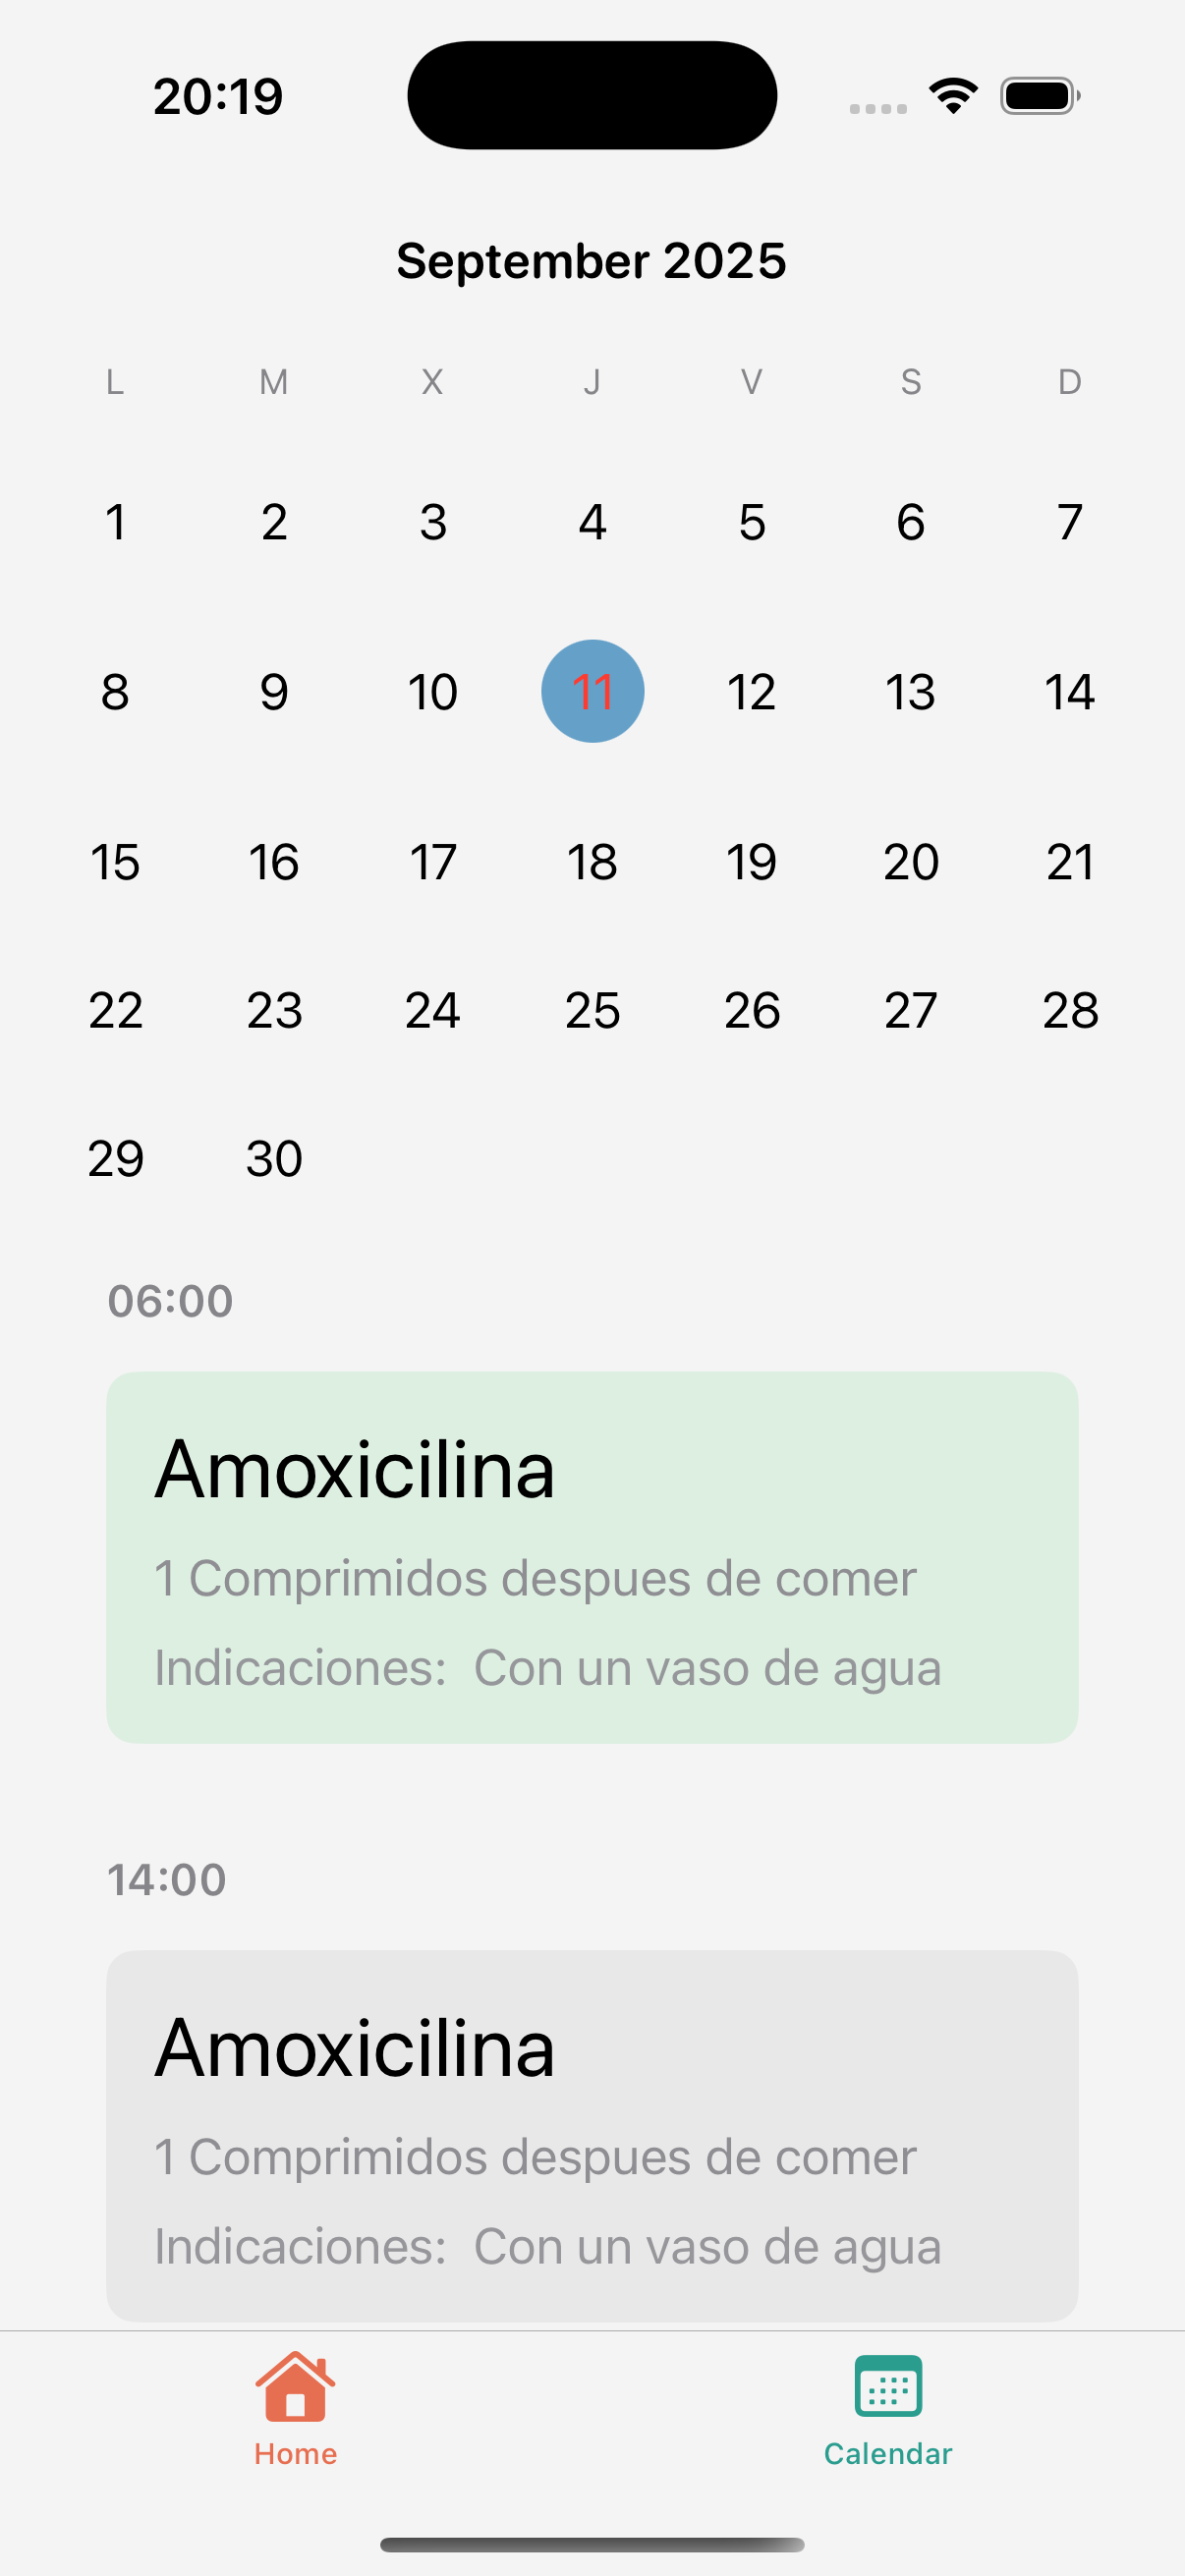 20:19
September 2025
L M X J V S D
1 2 3 4 5 6 7
8 9 10 11 12 13 14
15 16 17 18 19 20 21
22 23 24 25 26 27 28
29 30
06:00
Amoxicilina
1 Comprimidos despues de comer
Indicaciones: Con un vaso de agua
14:00
Amoxicilina
1 Comprimidos despues de comer
Indicaciones: Con un vaso de agua
Home Calendar